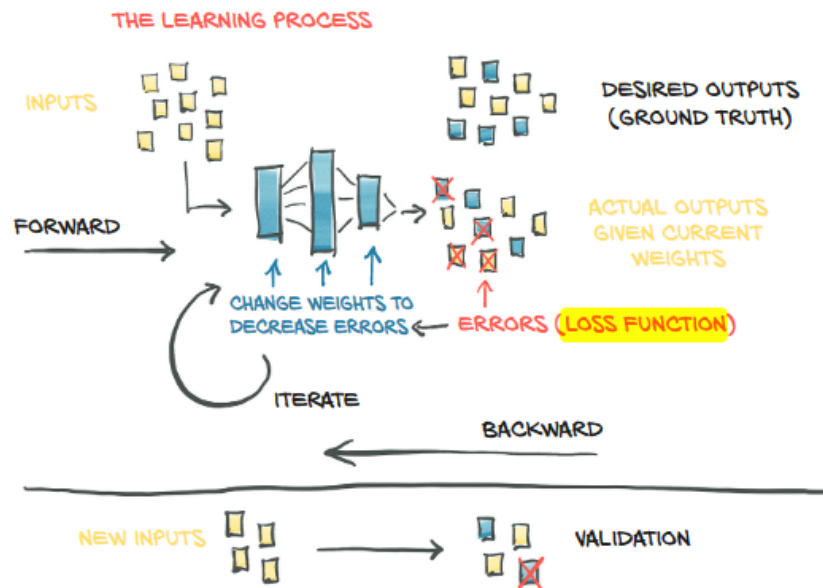 THE LEARNING PROCESS
INPUTS
DESIRED OUTPUTS
(GROUND TRUTH)
FORWARD
ACTUAL OUTPUTS
GIVEN CURRENT
WEIGHTS
CHANGE WEIGHTS TO
DECREASE ERRORS
ERRORS (LOSS FUNCTION)
ITERATE
BACKWARD
NEW INPUTS
VALIDATION